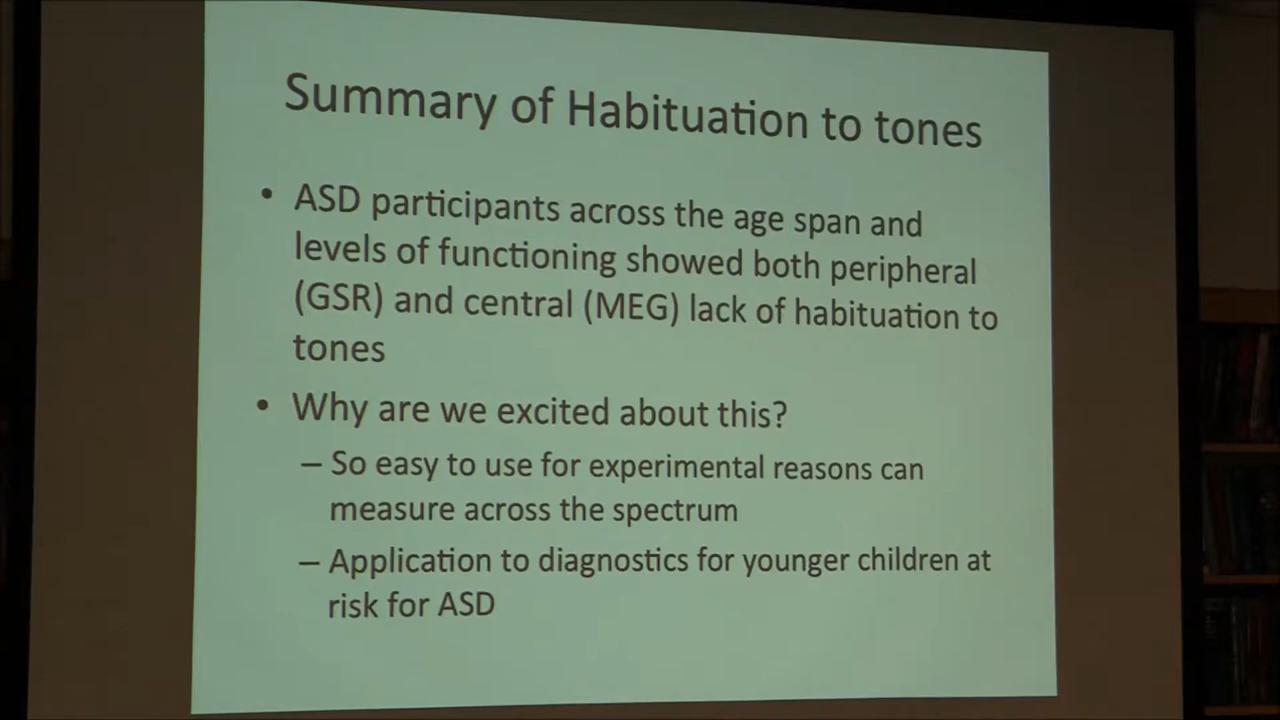 Summary of Habituation to tones
• ASD participants across the age span and
levels of functioning showed both peripheral
(GSR) and central (MEG) lack of habituation to
tones
• Why are we excited about this?
– So easy to use for experimental reasons can
measure across the spectrum
– Application to diagnostics for younger children at
risk for ASD